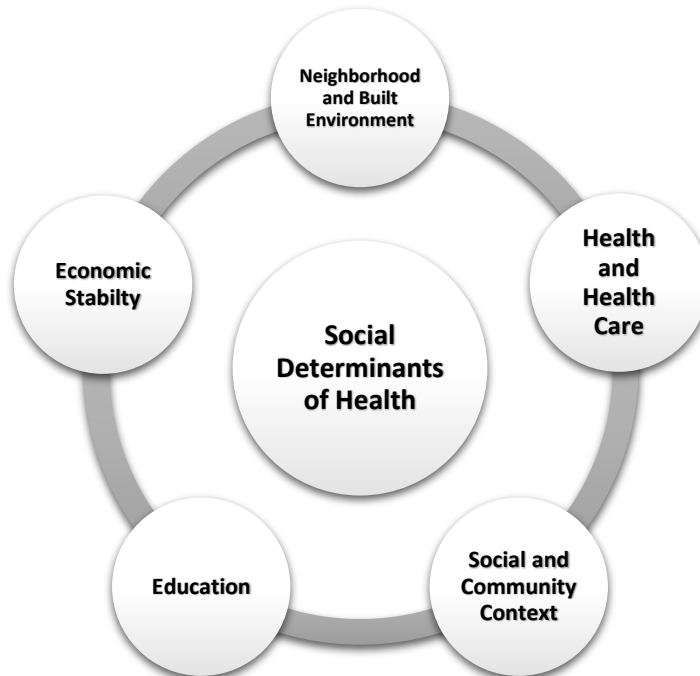 Neighborhood
and Built
Environment
Health
and
Health
Care
Economic
Stabilty
Social
Determinants
of Health
Social and
Community
Context
Education